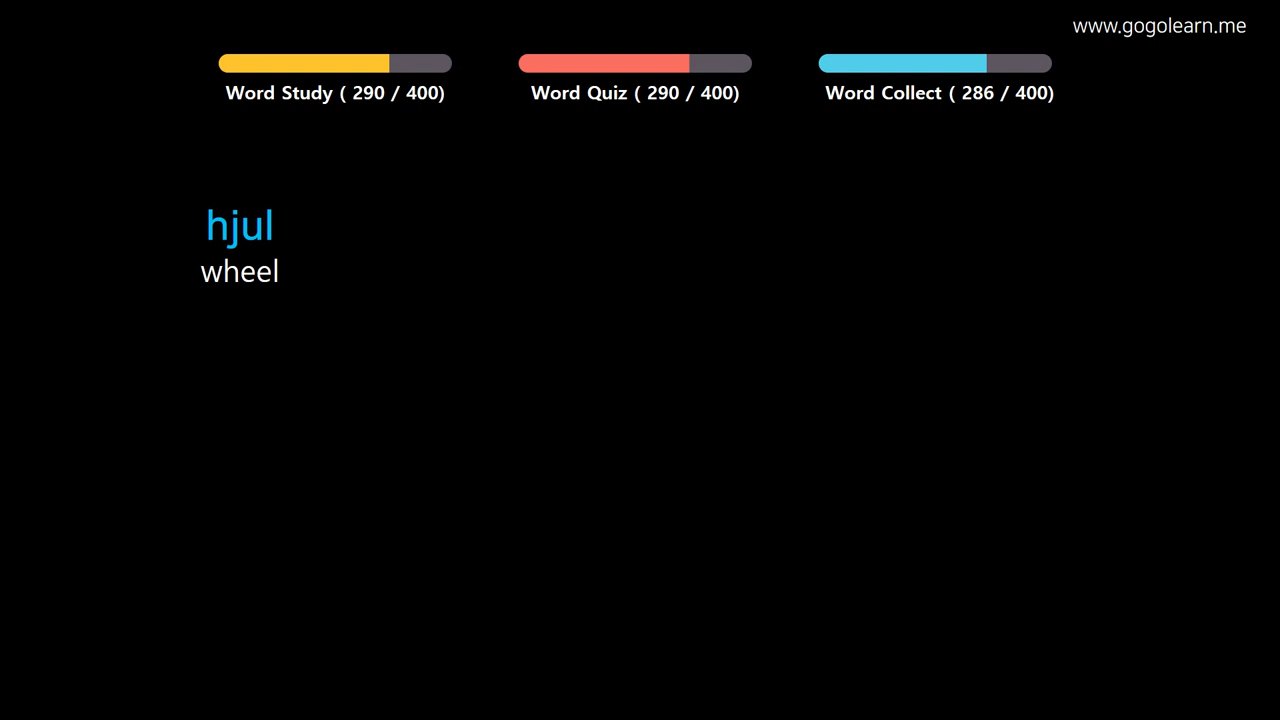 www.gogolearn.me
Word Study ( 290 / 400)
Word Quiz ( 290 / 400)
Word Collect ( 286 / 400)
hjul
wheel